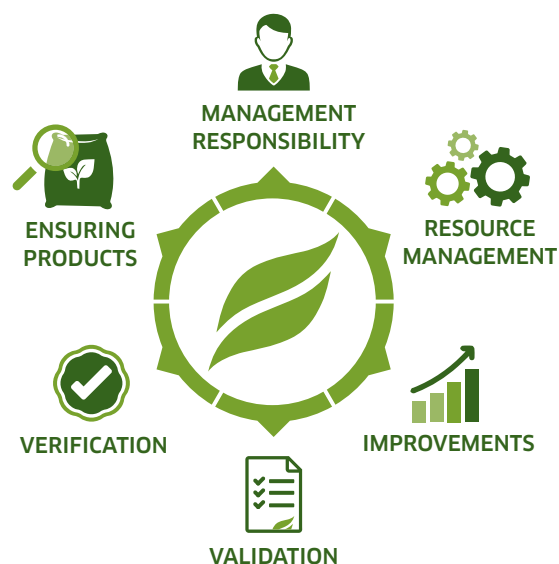 MANAGEMENT
RESPONSIBILITY
RESOURCE
MANAGEMENT
IMPROVEMENTS
VALIDATION
VERIFICATION
ENSURING
PRODUCTS